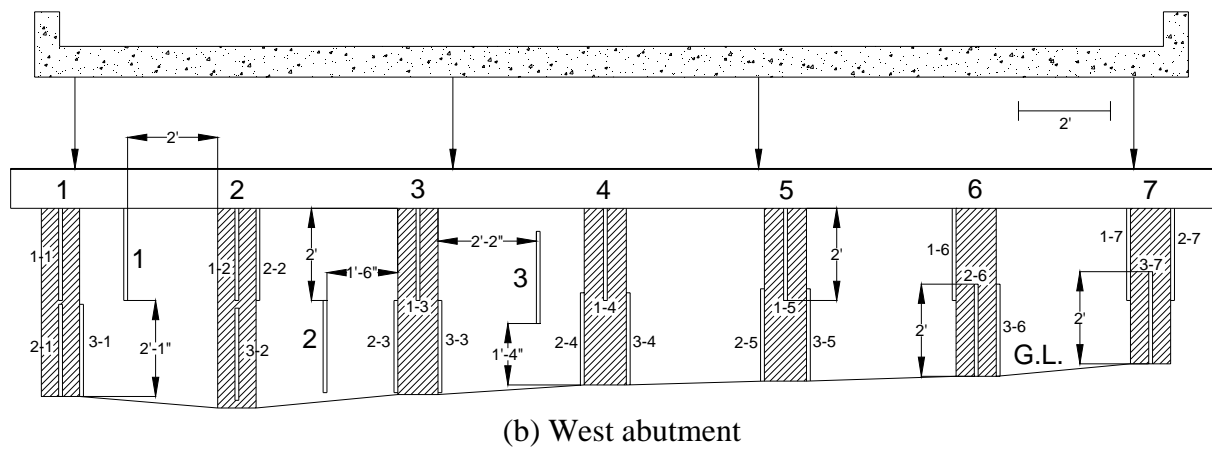 2'
2'
1 2 3 4 5 6 7
1-1 1 1-2 2-2 2' 1'-6" 2'-2" 3 2' 1-6 2-6 1-7 3-7 2-7
2-1 3-1 2'-1" 3-2 2 2-3 1-3 3-3 1'-4" 2-4 1-4 3-4 2-5 1-5 3-5 2' 3-6 G.L. 2'
(b) West abutment